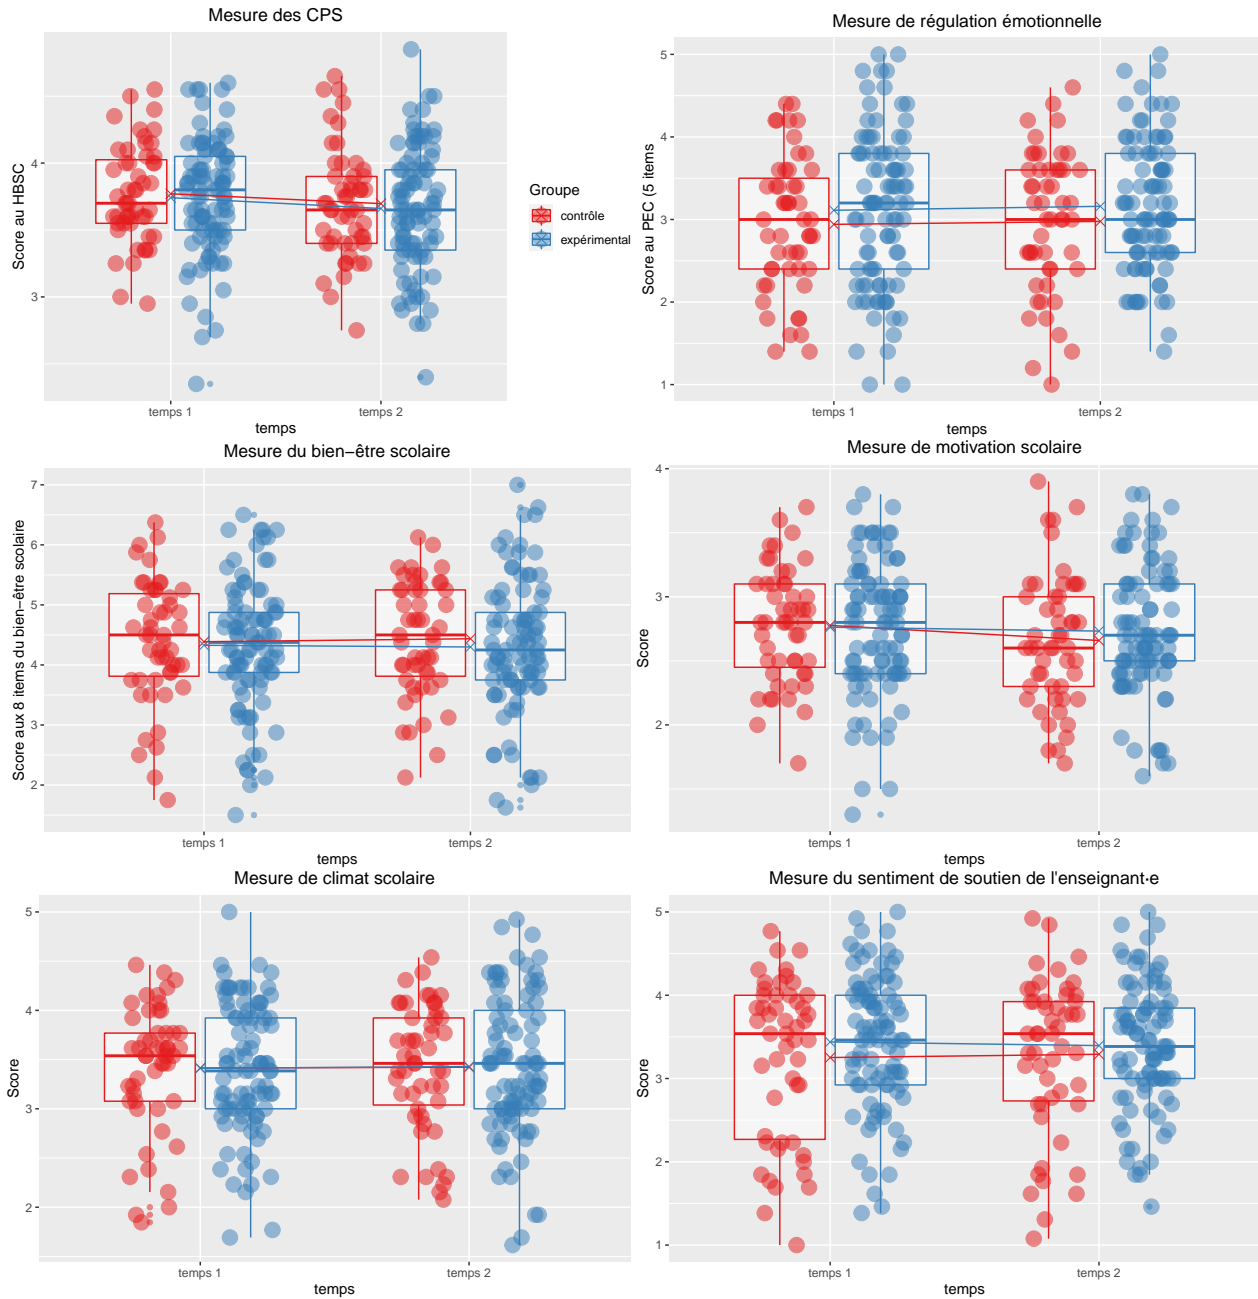 Mesure des CPS
Score au HBSC
4
3
temps 1
temps 2
temps
Groupe
contrôle
expérimental
Mesure de régulation émotionnelle
Score au PEC (5 items
5
4
3
2
1
temps 1
temps 2
temps
Mesure du bien−être scolaire
Score aux 8 items du bien−être scolaire
7
6
5
4
3
2
temps 1
temps 2
temps
Mesure de motivation scolaire
Score
4
3
2
temps 1
temps 2
temps
Mesure de climat scolaire
Score
5
4
3
2
temps 1
temps 2
temps
Mesure du sentiment de soutien de l'enseignant·e
Score
5
4
3
2
1
temps 1
temps 2
temps